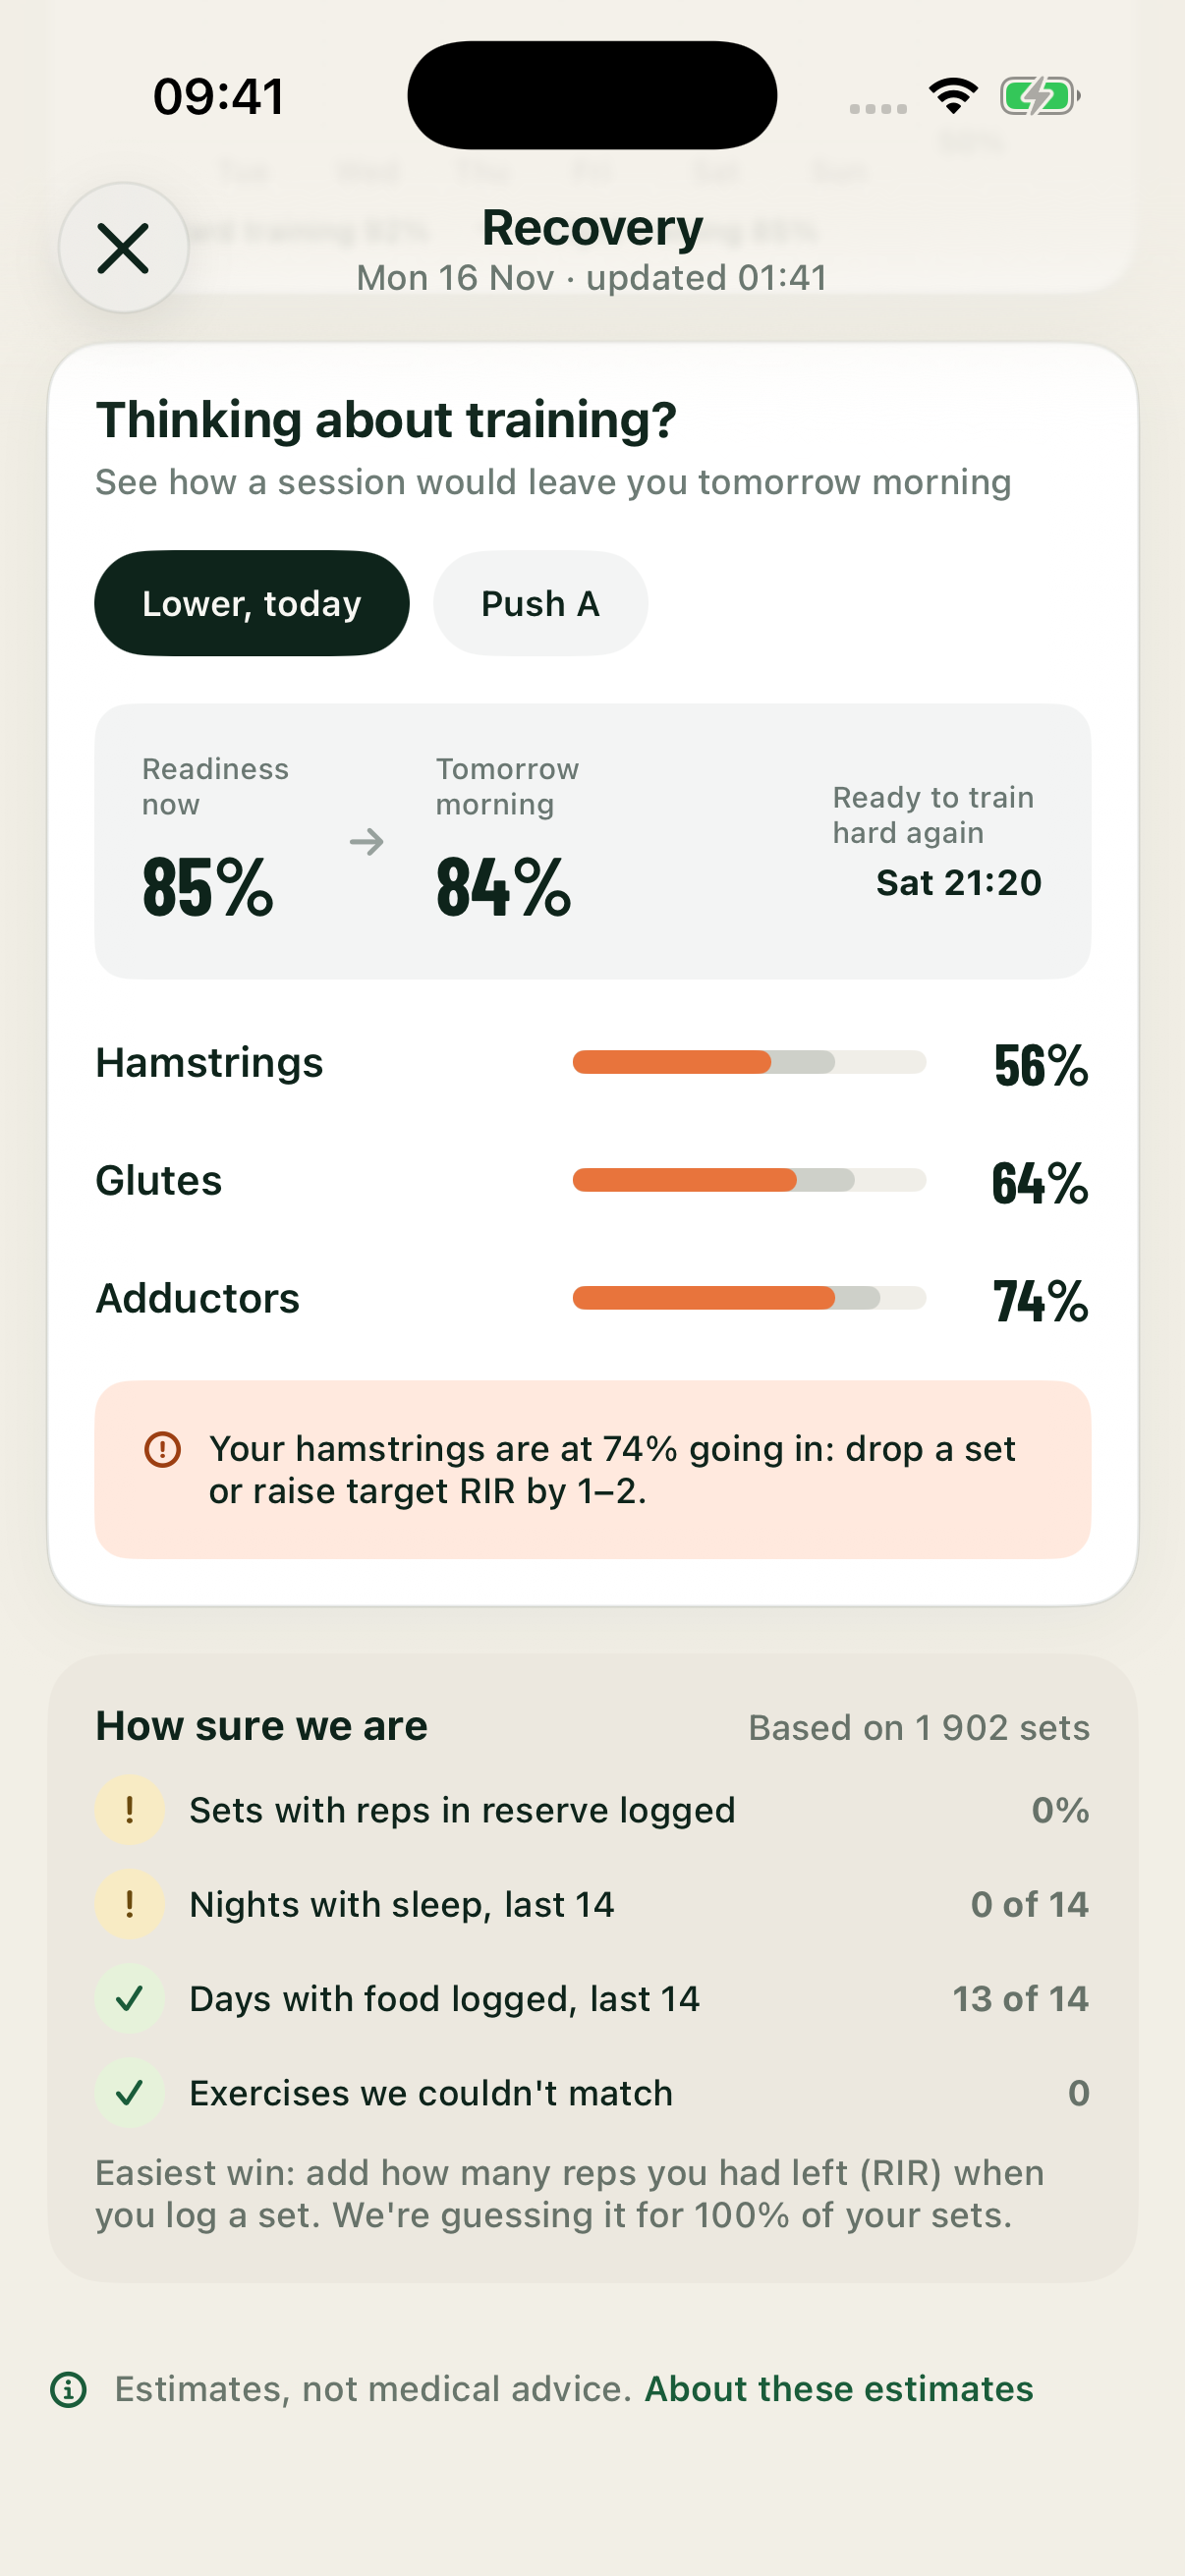 09:41
Tue Wed Thu Fri Sat Sun
Recovery
Mon 16 Nov · updated 01:41
Thinking about training?
See how a session would leave you tomorrow morning
Lower, today
Push A
Readiness
now
85%
Tomorrow
morning
84%
Ready to train
hard again
Sat 21:20
Hamstrings 56%
Glutes 64%
Adductors 74%
Your hamstrings are at 74% going in: drop a set
or raise target RIR by 1–2.
How sure we are Based on 1 902 sets
! Sets with reps in reserve logged 0%
! Nights with sleep, last 14 0 of 14
Days with food logged, last 14 13 of 14
Exercises we couldn't match 0
Easiest win: add how many reps you had left (RIR) when
you log a set. We're guessing it for 100% of your sets.
Estimates, not medical advice. About these estimates